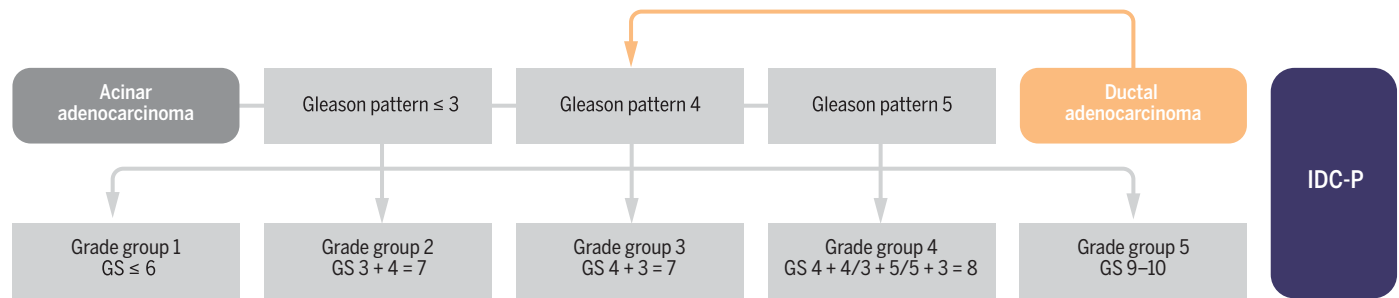 Acinar
adenocarcinoma
Gleason pattern ≤ 3
Gleason pattern 4
Gleason pattern 5
Ductal
adenocarcinoma
IDC-P
Grade group 1
GS ≤ 6
Grade group 2
GS 3 + 4 = 7
Grade group 3
GS 4 + 3 = 7
Grade group 4
GS 4 + 4/3 + 5/5 + 3 = 8
Grade group 5
GS 9–10